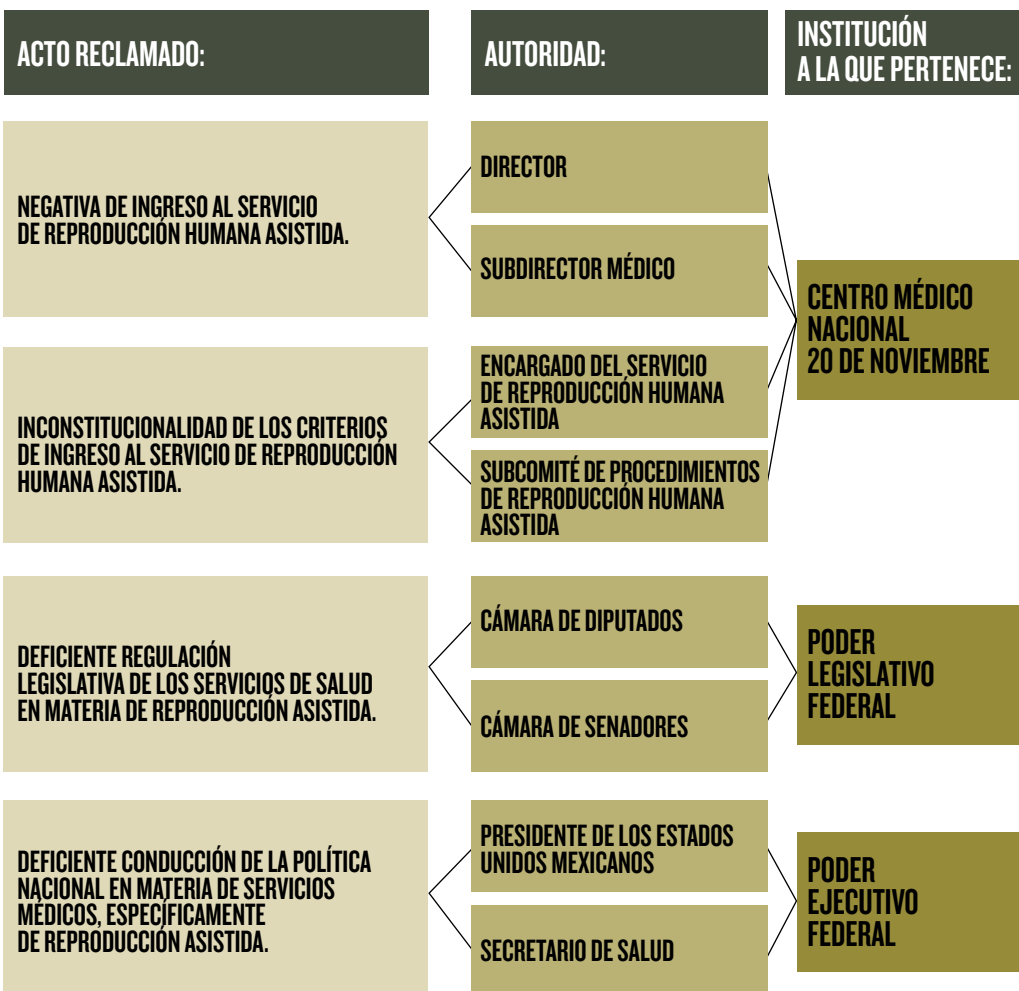 ACTO RECLAMADO:
AUTORIDAD:
INSTITUCIÓN
A LA QUE PERTENECE:
NEGATIVA DE INGRESO AL SERVICIO
DE REPRODUCCIÓN HUMANA ASISTIDA.
DIRECTOR
SUBDIRECTOR MÉDICO
INCONSTITUCIONALIDAD DE LOS CRITERIOS
DE INGRESO AL SERVICIO DE REPRODUCCIÓN
HUMANA ASISTIDA.
ENCARGADO DEL SERVICIO
DE REPRODUCCIÓN HUMANA
ASISTIDA
SUBCOMITÉ DE PROCEDIMIENTOS
DE REPRODUCCIÓN HUMANA
ASISTIDA
CENTRO MÉDICO
NACIONAL
20 DE NOVIEMBRE
DEFICIENTE REGULACIÓN
LEGISLATIVA DE LOS SERVICIOS DE SALUD
EN MATERIA DE REPRODUCCIÓN ASISTIDA.
CÁMARA DE DIPUTADOS
CÁMARA DE SENADORES
PODER
LEGISLATIVO
FEDERAL
DEFICIENTE CONDUCCIÓN DE LA POLÍTICA
NACIONAL EN MATERIA DE SERVICIOS
MÉDICOS, ESPECÍFICAMENTE
DE REPRODUCCIÓN ASISTIDA.
PRESIDENTE DE LOS ESTADOS
UNIDOS MEXICANOS
SECRETARIO DE SALUD
PODER
EJECUTIVO
FEDERAL